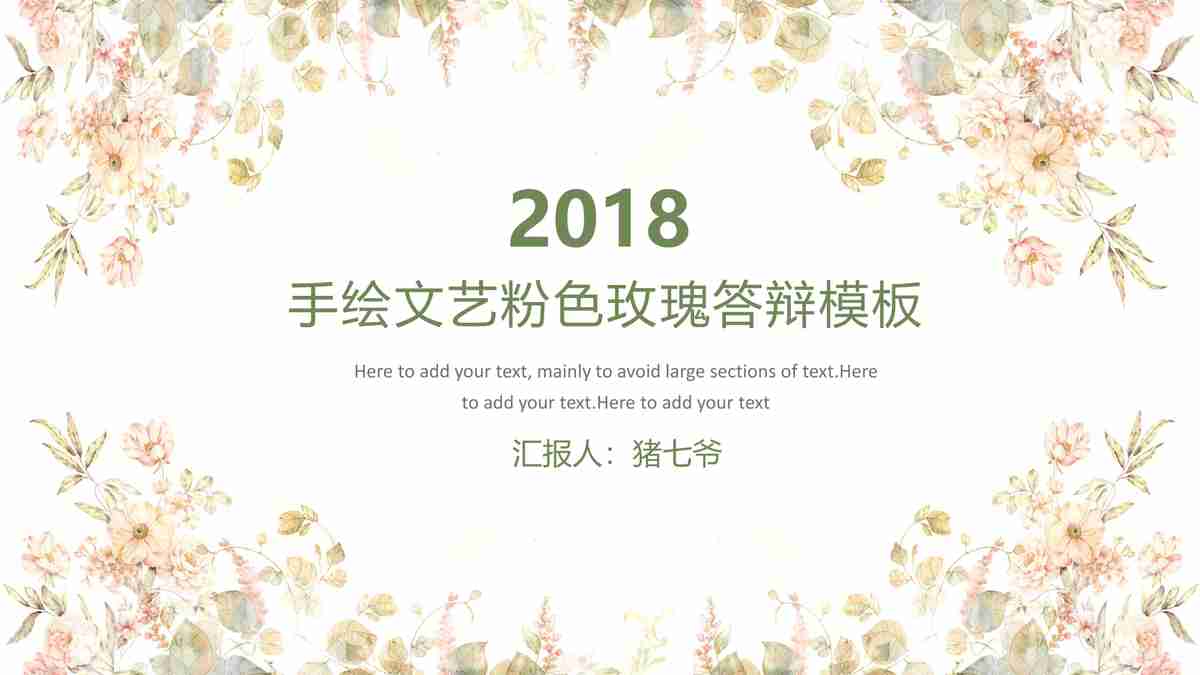 2018
手绘文艺粉色玫瑰答辩模板
Here to add your text, mainly to avoid large sections of text.Here
to add your text.Here to add your text
汇报人：猪七爷